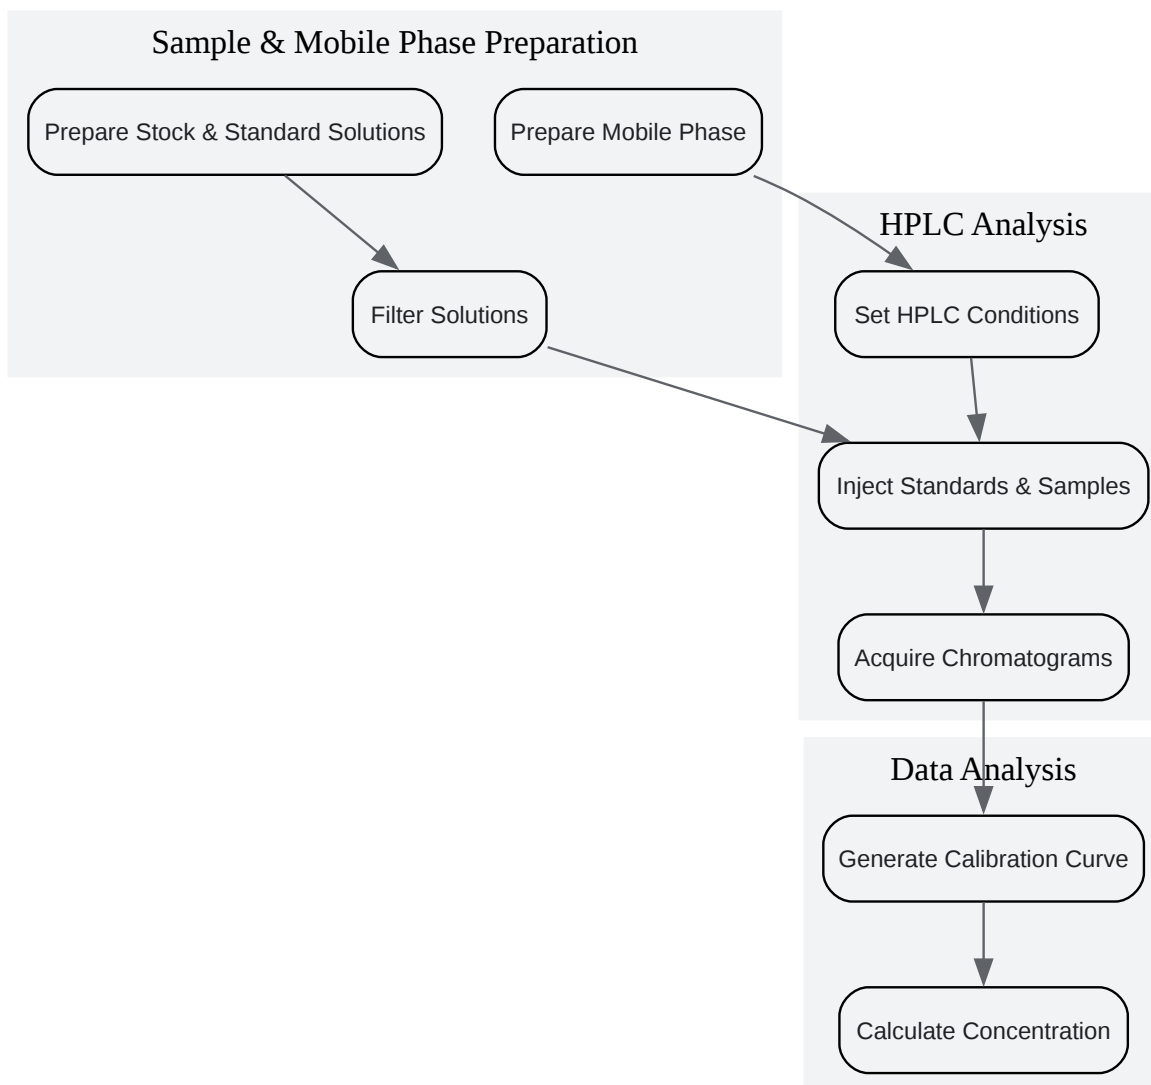 Sample & Mobile Phase Preparation
Prepare Stock & Standard Solutions
Prepare Mobile Phase
Filter Solutions
HPLC Analysis
Set HPLC Conditions
Inject Standards & Samples
Acquire Chromatograms
Data Analysis
Generate Calibration Curve
Calculate Concentration